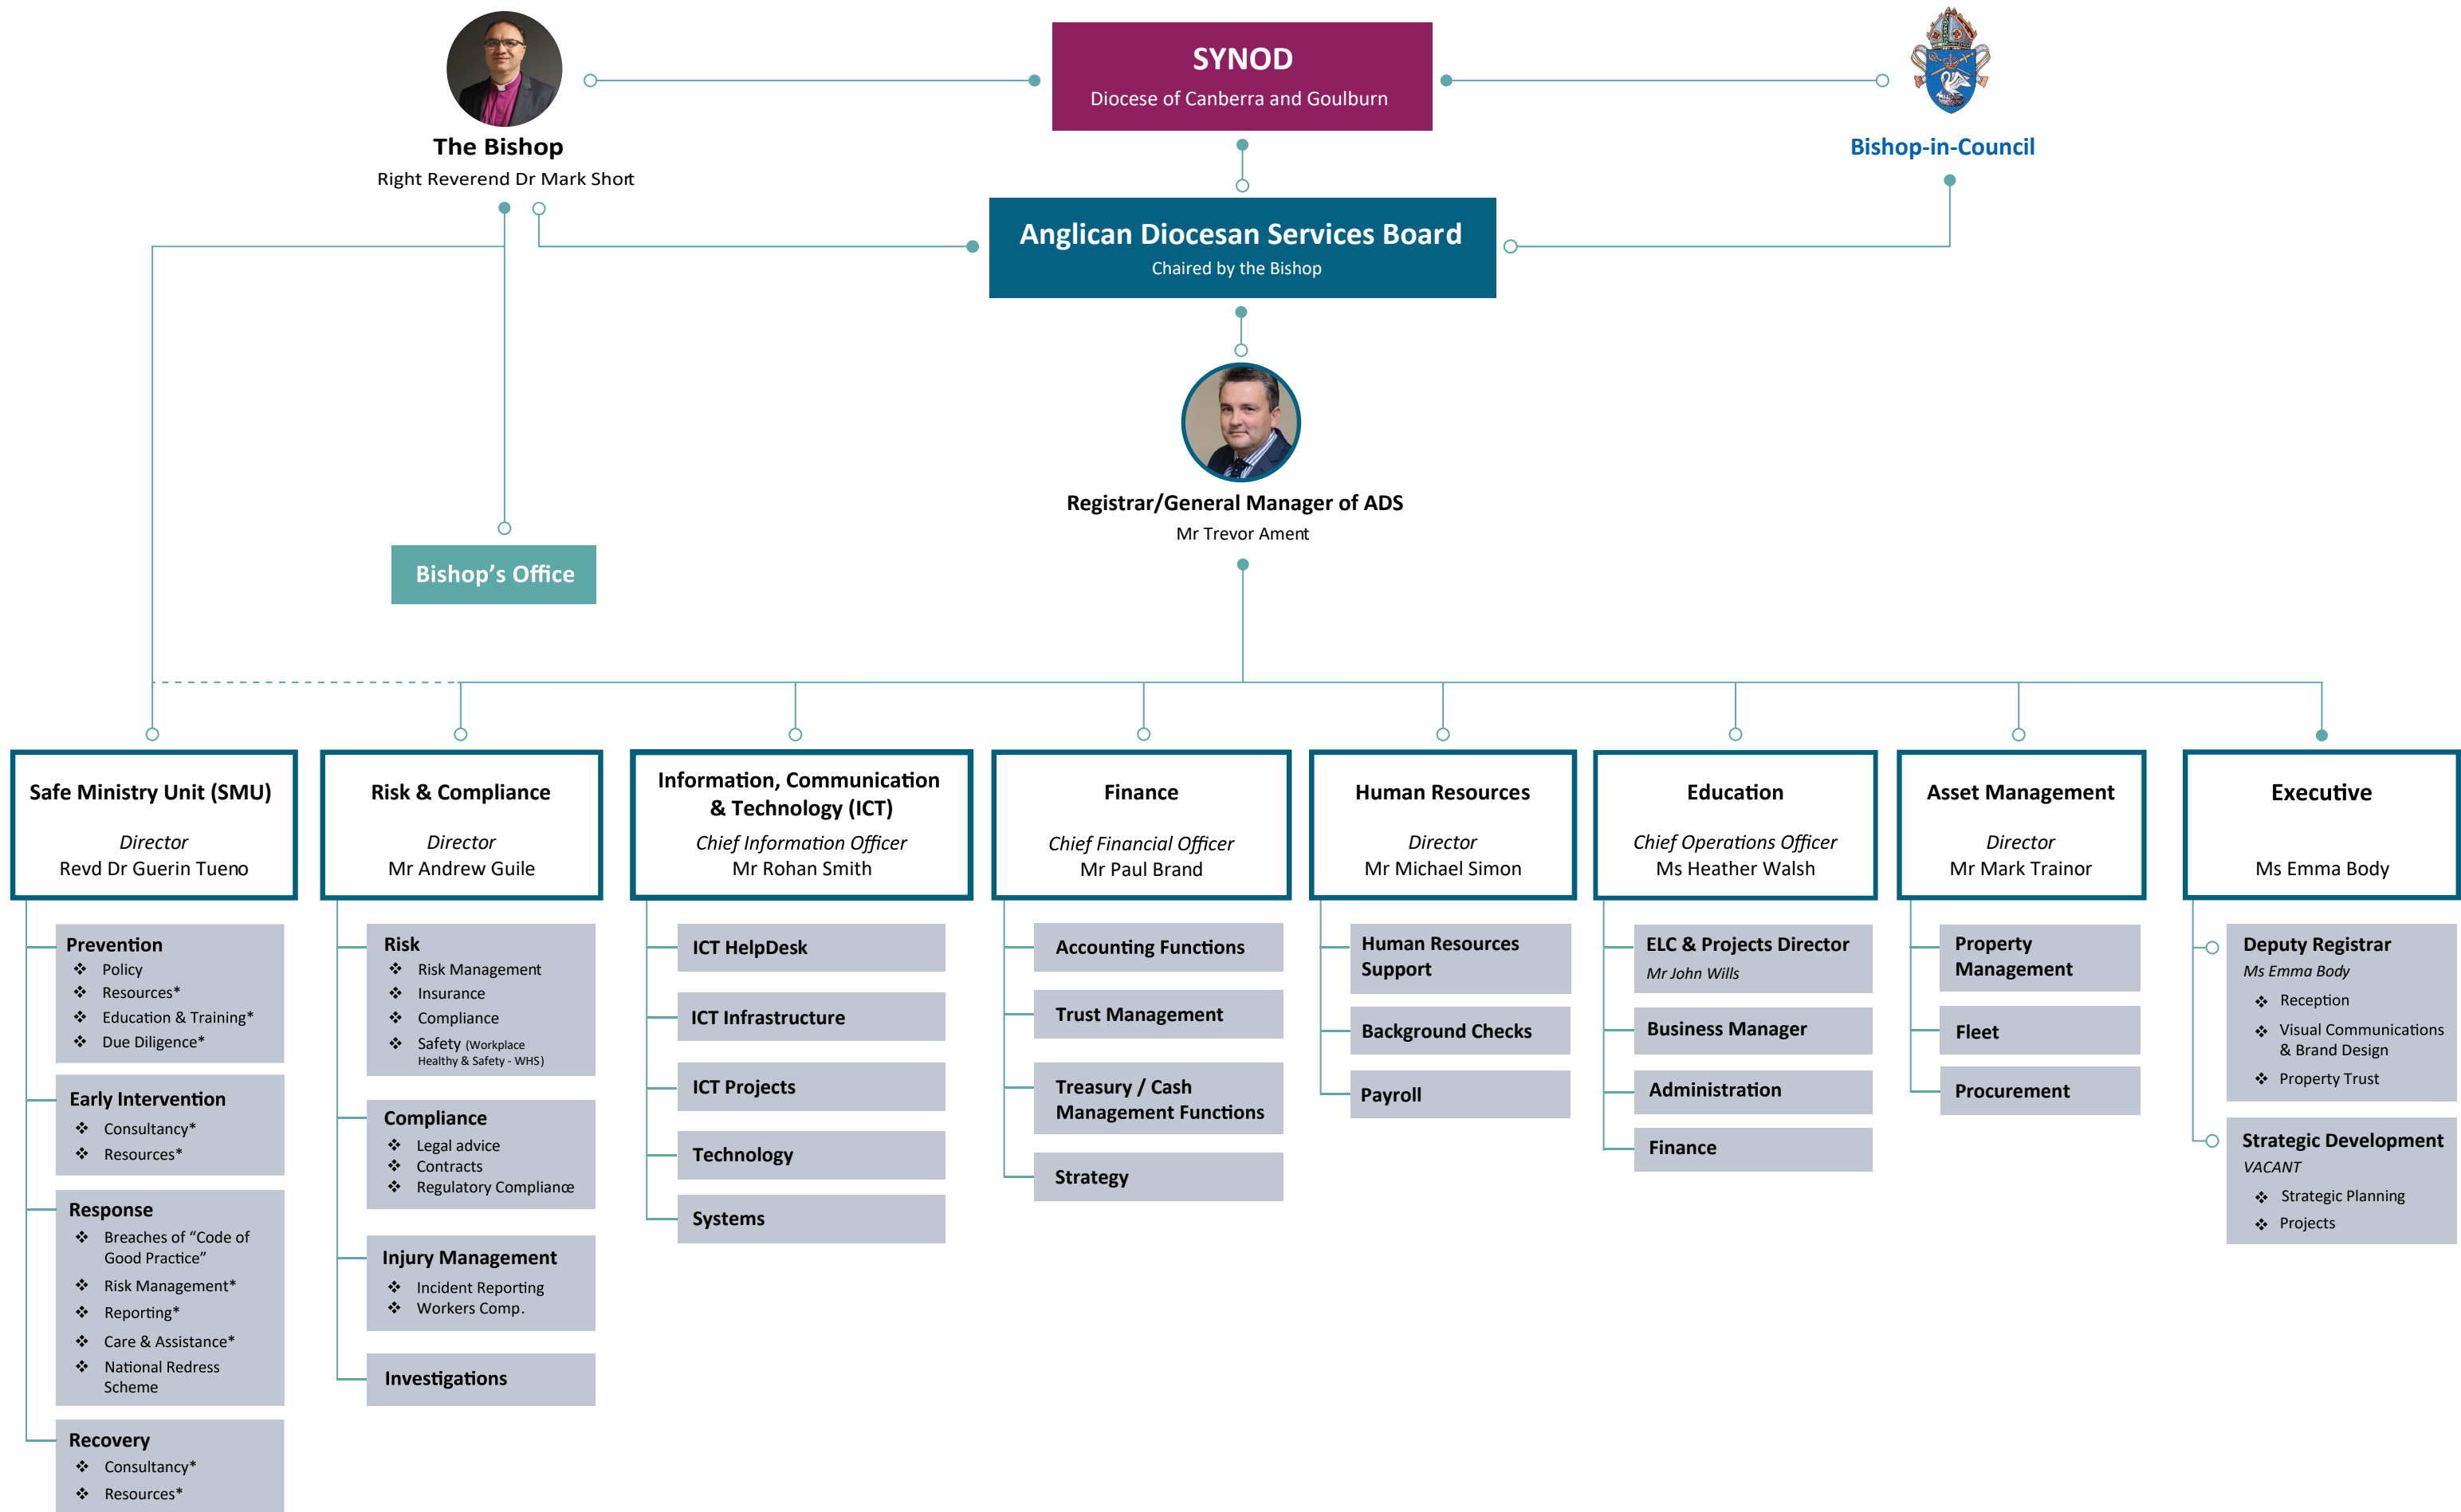 SYNOD
Diocese of Canberra and Goulburn
The Bishop
Right Reverend Dr Mark Short
Bishop-in-Council
Anglican Diocesan Services Board
Chaired by the Bishop
Registrar/General Manager of ADS
Mr Trevor Ament
Bishop's Office
Safe Ministry Unit (SMU)
Director
Revd Dr Guerin Tueno
Prevention
❖ Policy
❖ Resources*
❖ Education & Training*
❖ Due Diligence*
Early Intervention
❖ Consultancy*
❖ Resources*
Response
❖ Breaches of “Code of
Good Practice”
❖ Risk Management*
❖ Reporting*
❖ Care & Assistance*
❖ National Redress
Scheme
Recovery
❖ Consultancy*
❖ Resources*
Risk & Compliance
Director
Mr Andrew Guile
Risk
❖ Risk Management
❖ Insurance
❖ Compliance
❖ Safety (Workplace
Healthy & Safety - WHS)
Compliance
❖ Legal advice
❖ Contracts
❖ Regulatory Compliance
Injury Management
❖ Incident Reporting
❖ Workers Comp.
Investigations
Information, Communication
& Technology (ICT)
Chief Information Officer
Mr Rohan Smith
ICT HelpDesk
ICT Infrastructure
ICT Projects
Technology
Systems
Finance
Chief Financial Officer
Mr Paul Brand
Accounting Functions
Trust Management
Treasury / Cash
Management Functions
Strategy
Human Resources
Director
Mr Michael Simon
Human Resources
Support
Background Checks
Payroll
Education
Chief Operations Officer
Ms Heather Walsh
ELC & Projects Director
Mr John Wills
Business Manager
Administration
Finance
Asset Management
Director
Mr Mark Trainor
Property
Management
Fleet
Procurement
Executive
Ms Emma Body
Deputy Registrar
Ms Emma Body
❖ Reception
❖ Visual Communications
& Brand Design
❖ Property Trust
Strategic Development
VACANT
❖ Strategic Planning
❖ Projects